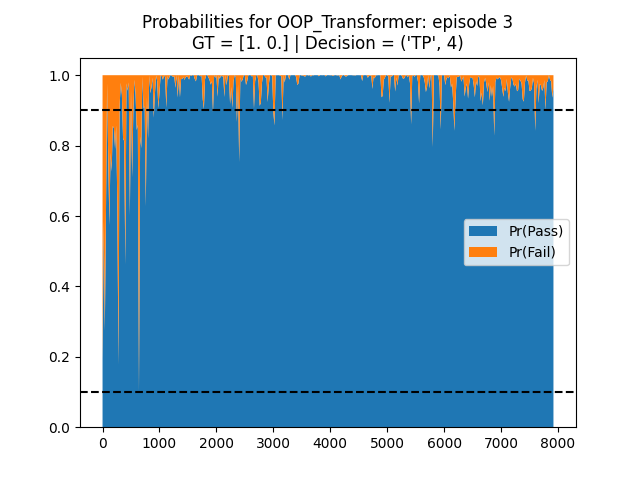 Probabilities for OOP_Transformer: episode 3
GT = [1. 0.] | Decision = ('TP', 4)
1.0
0.8
0.6
0.4
0.2
0.0
Pr(Pass)
Pr(Fail)
0 1000 2000 3000 4000 5000 6000 7000 8000